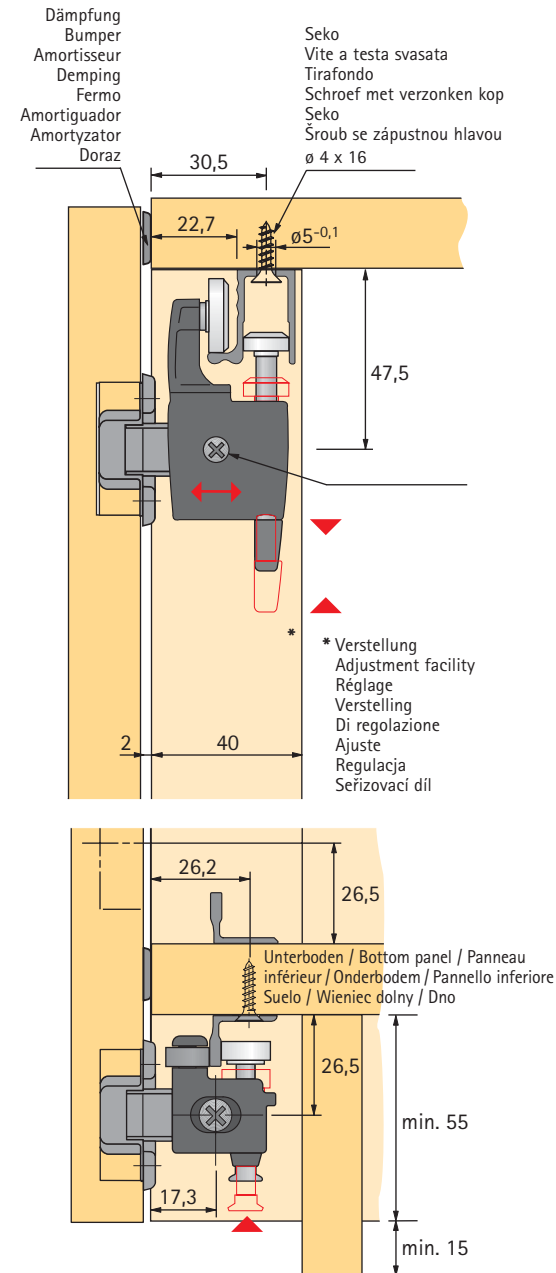 Dämpfung
Bumper
Amortisseur
Demping
Fermo
Amortiguador
Amortyzator
Doraz
Seko
Vite a testa svasata
Tirafondo
Schroef met verzonken kop
Seko
Šroub se zápustnou hlavou
ø 4 x 16
30,5
22,7
ø5-0,1
47,5
*
* Verstellung
Adjustment facility
Réglage
Verstelling
Di regolazione
Ajuste
Regulacja
Seřizovací díl
2
40
26,2
26,5
Unterboden / Bottom panel / Panneau
inférieur / Onderbodem / Pannello inferiore
Suelo / Wieniec dolny / Dno
26,5
min. 55
17,3
min. 15